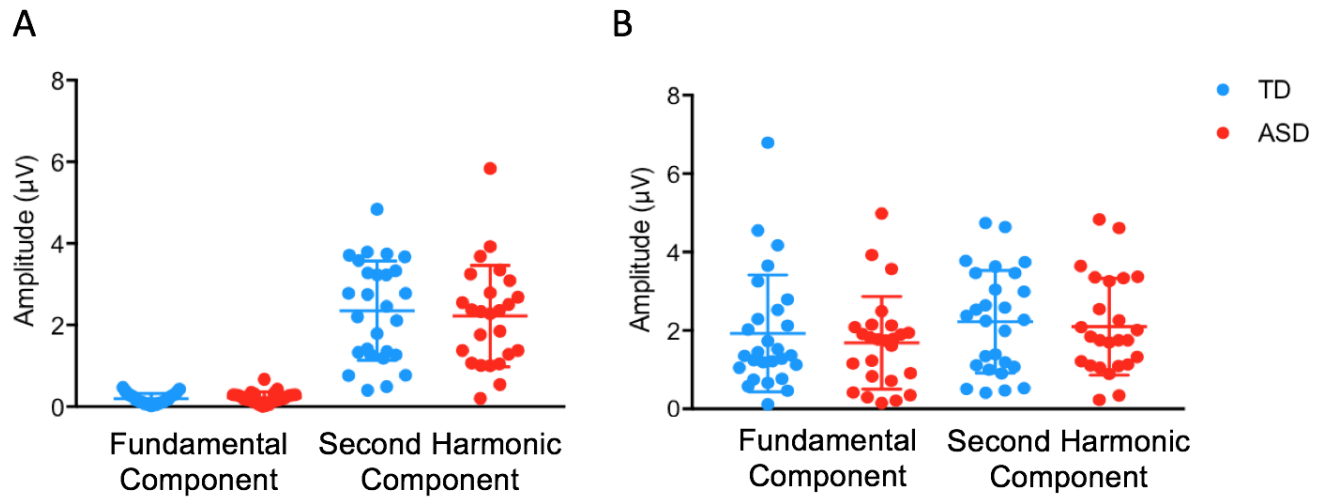 A
B
8
6
4
2
0
Amplitude (µV)
Fundamental
Component
Second Harmonic
Component
8
6
4
2
0
Amplitude (µV)
Fundamental
Component
Second Harmonic
Component
TD
ASD